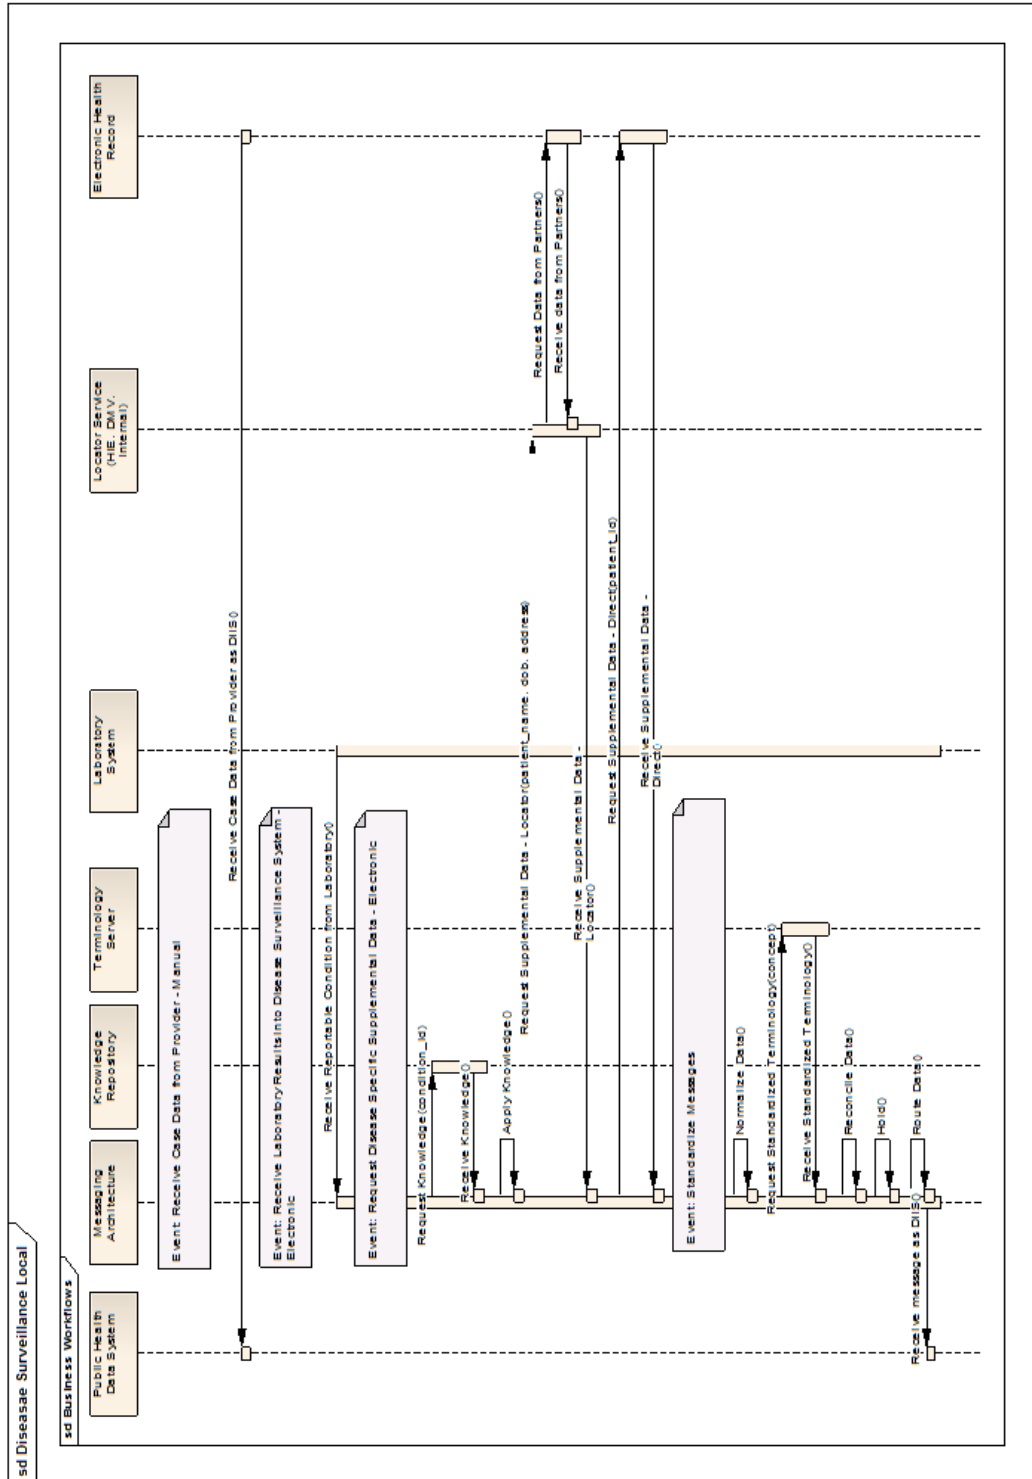 sd Diseasae Surveillance Local
sd Business Workflows
Public Health
Data System
Messaging
Architecture
Knowledge
Repository
Terminology
Server
Laboratory
System
Locator Service
(HIE, DMV,
Internal)
Electronic Health
Record
Event: Receive Case Data from Provider - Manual
Receive Case Data from Provider as DIIS()
Event: Receive Laboratory Results into Disease Surveillance System -
Electronic
Receive Reportable Condition from Laboratory()
Event: Request Disease Specific Supplemental Data - Electronic
Request Knowledge(condition_id)
Receive Knowledge()
Apply Knowledge()
Request Supplemental Data - Locator(patient_name, dob, address)
Request Data from Partners()
Receive data from Partners()
Receive Supplemental Data -
Locator()
Request Supplemental Data - Direct(patient_id)
Receive Supplemental Data -
Direct()
Event: Standardize Messages
Normalize Data()
Request Standardized Terminology(concept)
Receive Standardized Terminology()
Reconcile Data()
Hold()
Route Data()
Receive message as DIIS()